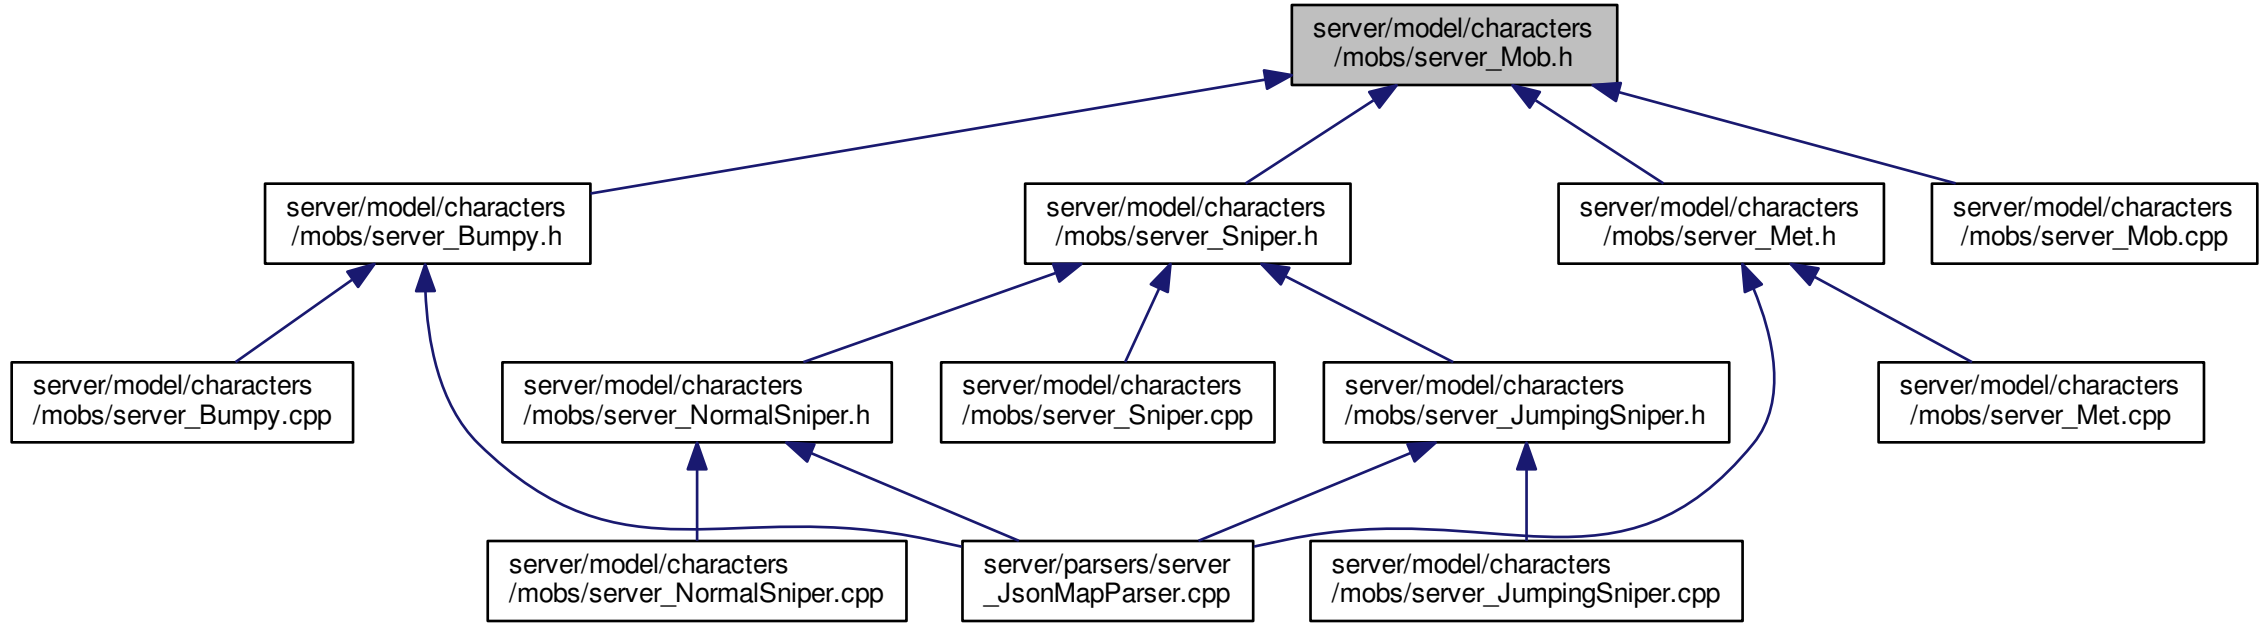 server/model/characters
/mobs/server_Mob.h
server/model/characters
/mobs/server_Bumpy.h
server/model/characters
/mobs/server_Sniper.h
server/model/characters
/mobs/server_Met.h
server/model/characters
/mobs/server_Mob.cpp
server/model/characters
/mobs/server_Bumpy.cpp
server/model/characters
/mobs/server_NormalSniper.h
server/model/characters
/mobs/server_Sniper.cpp
server/model/characters
/mobs/server_JumpingSniper.h
server/model/characters
/mobs/server_Met.cpp
server/model/characters
/mobs/server_NormalSniper.cpp
server/parsers/server
_JsonMapParser.cpp
server/model/characters
/mobs/server_JumpingSniper.cpp